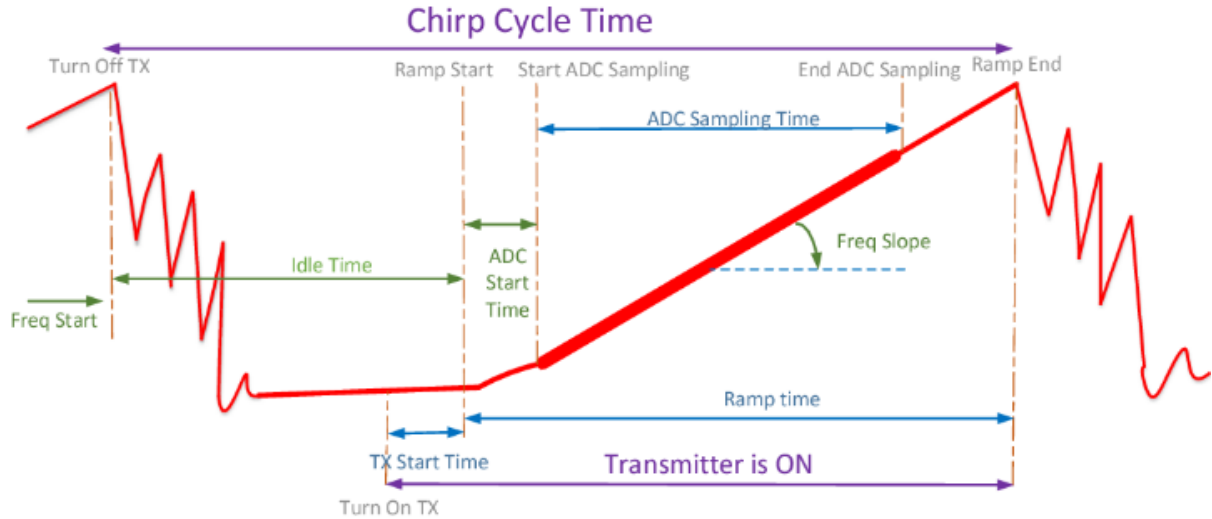 Chirp Cycle Time
Turn Off TX
Ramp Start
Start ADC Sampling
End ADC Sampling
Ramp End
ADC Sampling Time
Idle Time
ADC
Start
Time
Freq Slope
Freq Start
Ramp time
TX Start Time
Transmitter is ON
Turn On TX